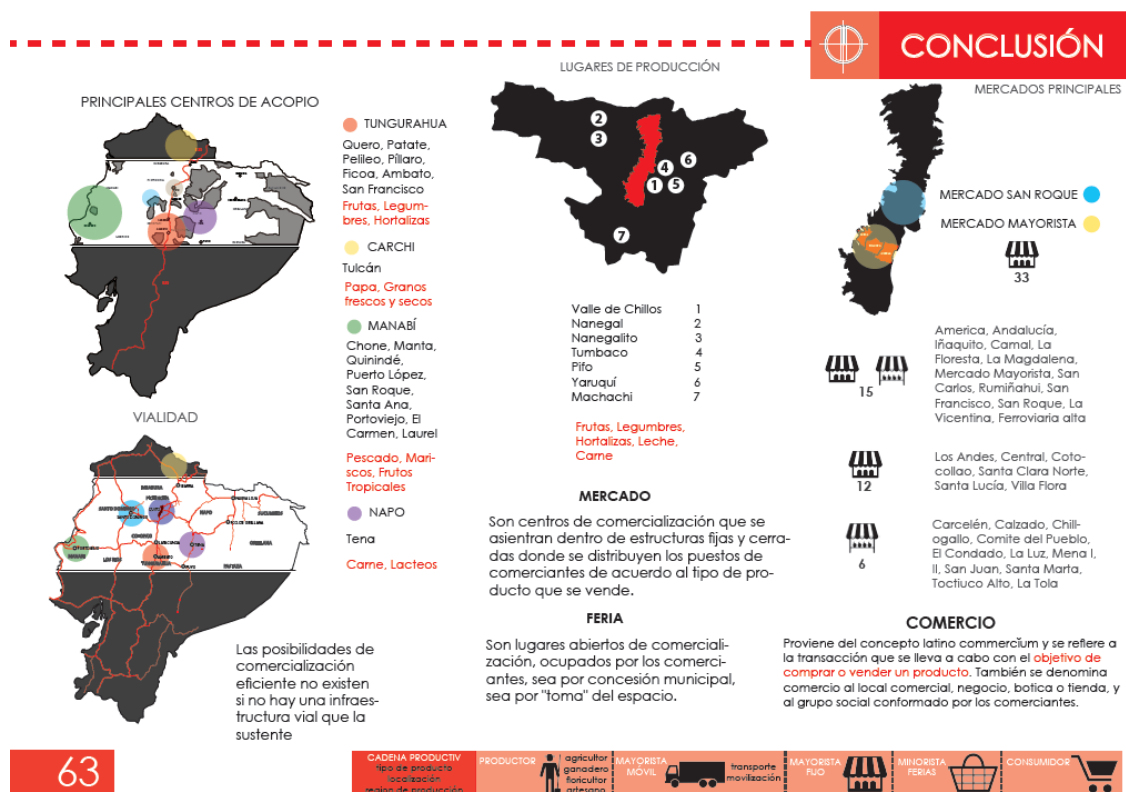 CONCLUSIÓN
PRINCIPALES CENTROS DE ACOPIO
TUNGURAHUA
Quero, Patate,
Pelileo, Píllaro,
Ficoa, Ambato,
San Francisco
Frutas, Legum-
bres, Hortalizas
CARCHI
Tulcán
Papa, Granos
frescos y secos
MANABÍ
Chone, Manta,
Quinindé,
Puerto López,
San Roque,
Santa Ana,
Portoviejo, El
Carmen, Laurel
Pescado, Mari-
scos, Frutos
Tropicales
NAPO
Tena
Carne, Lacteos
VIALIDAD
Las posibilidades de
comercialización
eficiente no existen
si no hay una infraes-
tructura vial que la
sustente
LUGARES DE PRODUCCIÓN
2
3
4
6
1
5
7
Valle de Chillos 1
Nanegal 2
Nanegalito 3
Tumbaco 4
Pifo 5
Yaruquí 6
Machachi 7
Frutas, Legumbres,
Hortalizas, Leche,
Carne
MERCADO
Son centros de comercialización que se
asientran dentro de estructuras fijas y cerra-
das donde se distribuyen los puestos de
comerciantes de acuerdo al tipo de pro-
ducto que se vende.
FERIA
Son lugares abiertos de comerciali-
zación, ocupados por los comerci-
antes, sea por concesión municipal,
sea por "toma" del espacio.
MERCADOS PRINCIPALES
MERCADO SAN ROQUE
MERCADO MAYORISTA
33
15
America, Andalucía,
Iñaquito, Camal, La
Floresta, La Magdalena,
Mercado Mayorista, San
Carlos, Rumiñahui, San
Francisco, San Roque, La
Vicentina, Ferroviaria alta
12
Los Andes, Central, Coto-
collao, Santa Clara Norte,
Santa Lucía, Villa Flora
6
Carcelén, Calzado, Chill-
ogallo, Comite del Pueblo,
El Condado, La Luz, Mena I,
II, San Juan, Santa Marta,
Toctiuco Alto, La Tola
COMERCIO
Proviene del concepto latino commercĭum y se refiere a
la transacción que se lleva a cabo con el objetivo de
comprar o vender un producto. También se denomina
comercio al local comercial, negocio, botica o tienda, y
al grupo social conformado por los comerciantes.
63
CADENA PRODUCTIV
tipo de producto
localización
region de producción
PRODUCTOR
agricultor
ganadero
floricultor
artesano
MAYORISTA
MÓVIL
transporte
movilización
MAYORISTA
FIJO
MINORISTA
FERIAS
CONSUMIDOR